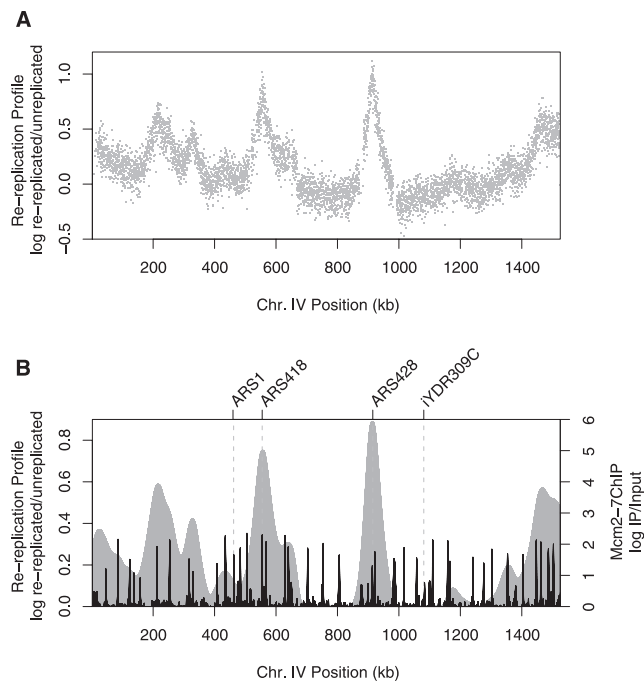 A
Re-replication Profile
log re-replicated/unreplicated
1.0
0.5
0.0
−0.5
200 400 600 800 1000 1200 1400
Chr. IV Position (kb)
B
ARS1 ARS418 ARS428 iYDR309C
Re-replication Profile
log re-replicated/unreplicated
0.8
0.6
0.4
0.2
0.0
6
5
4
3
2
1
0
Mcm2−7ChIP
log IP/Input
200 400 600 800 1000 1200 1400
Chr. IV Position (kb)